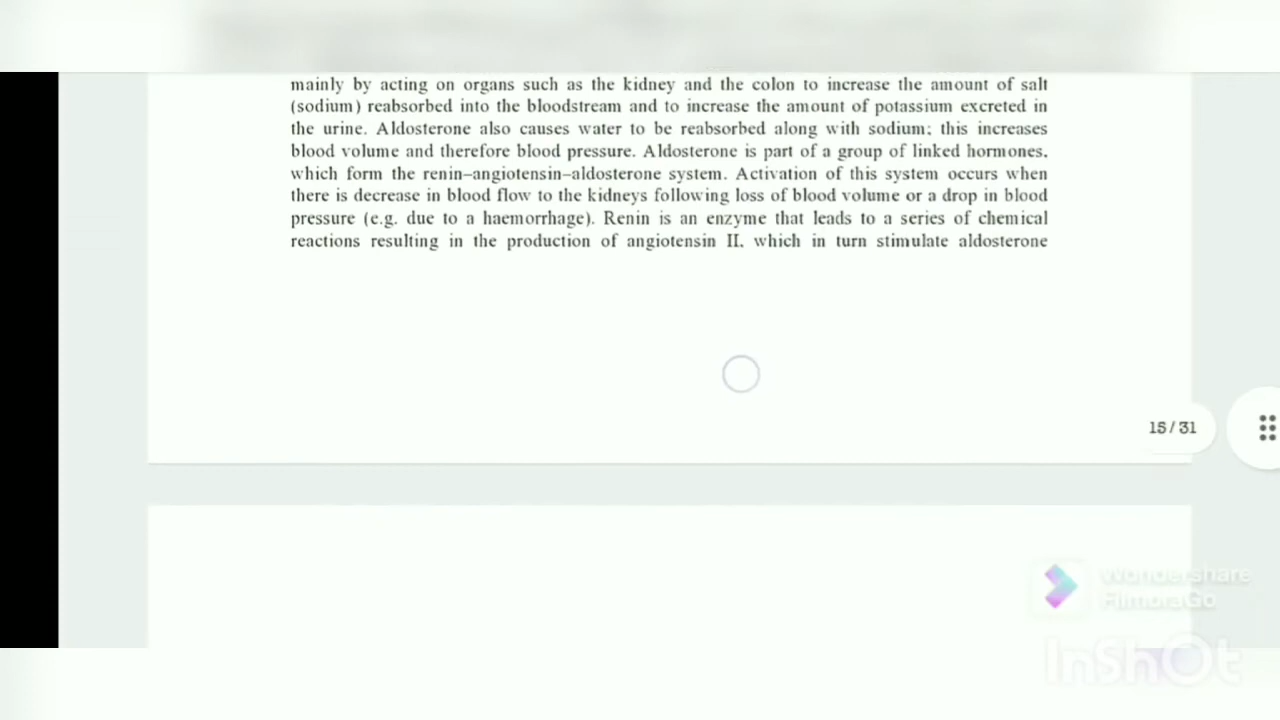 mainly by acting on organs such as the kidney and the colon to increase the amount of salt
(sodium) reabsorbed into the bloodstream and to increase the amount of potassium excreted in
the urine. Aldosterone also causes water to be reabsorbed along with sodium; this increases
blood volume and therefore blood pressure. Aldosterone is part of a group of linked hormones,
which form the renin–angiotensin–aldosterone system. Activation of this system occurs when
there is decrease in blood flow to the kidneys following loss of blood volume or a drop in blood
pressure (e.g. due to a haemorrhage). Renin is an enzyme that leads to a series of chemical
reactions resulting in the production of angiotensin II, which in turn stimulate aldosterone
15 / 31
Wondershare
FilmoraGo
InShOt